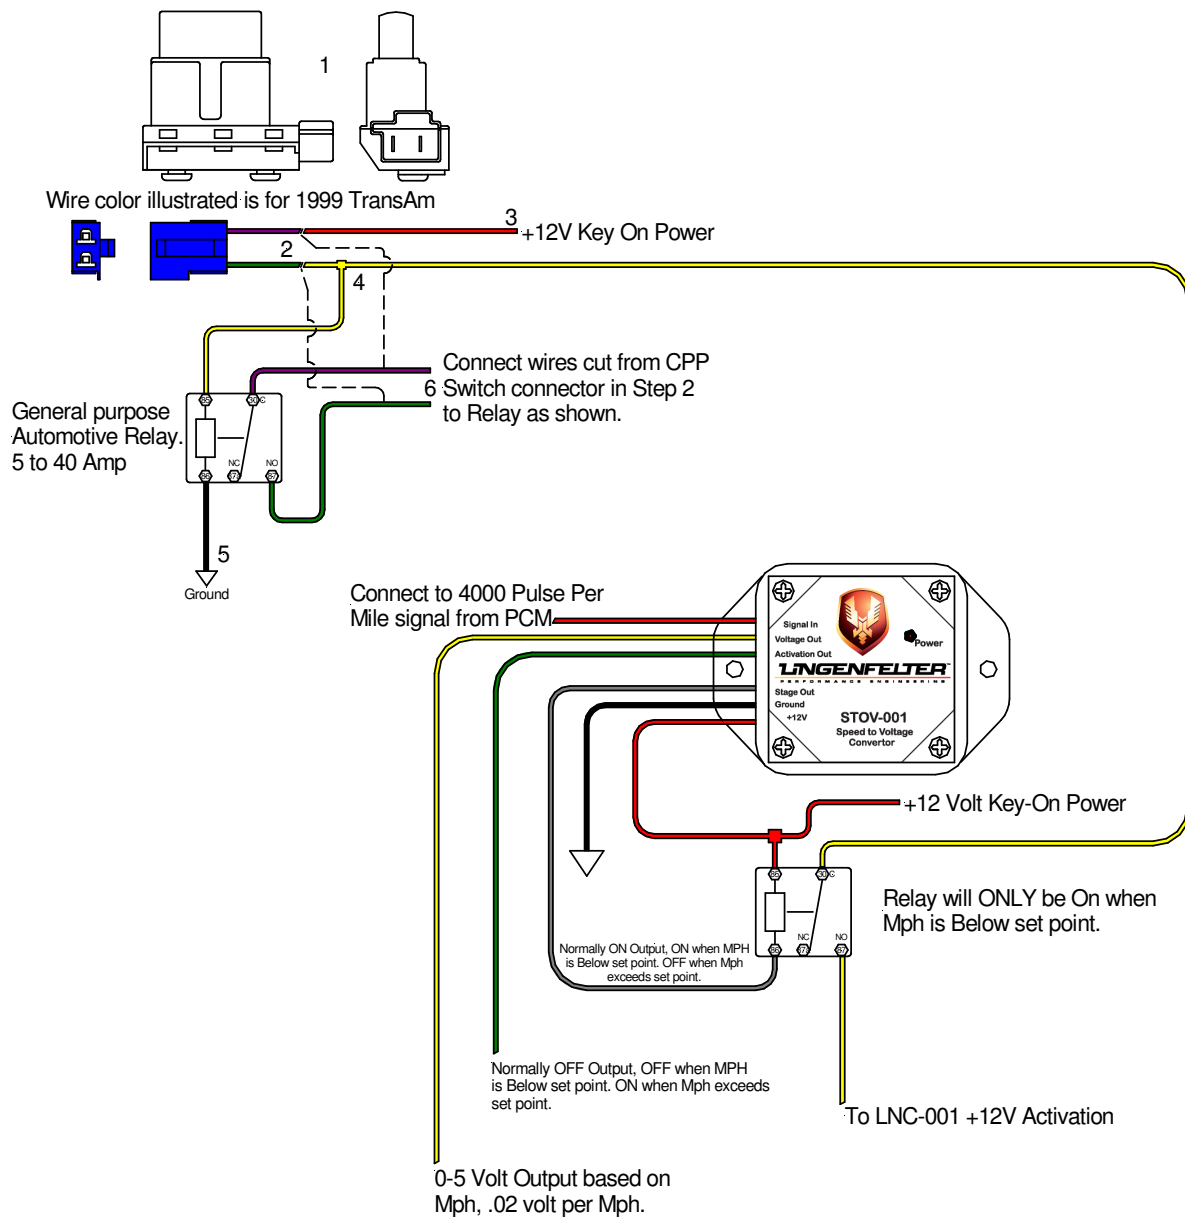 1
Wire color illustrated is for 1999 TransAm
3
+12V Key On Power
2
4
Connect wires cut from CPP
6 Switch connector in Step 2
to Relay as shown.
General purpose
Automotive Relay.
5 to 40 Amp
85
30
C
NC
NO
86
87
5
Ground
Connect to 4000 Pulse Per
Mile signal from PCM
Signal In
Voltage Out
Activation Out
Power
LINGENFELTER
PERFORMANCE ENGINEERING
Stage Out
Ground
+12V
STOV-001
Speed to Voltage
Convertor
+12 Volt Key-On Power
30
C
NC
NO
86
87
Relay will ONLY be On when
Mph is Below set point.
Normally ON Output, ON when MPH
is Below set point. OFF when Mph
exceeds set point.
Normally OFF Output, OFF when MPH
is Below set point. ON when Mph exceeds
set point.
To LNC-001 +12V Activation
0-5 Volt Output based on
Mph, .02 volt per Mph.